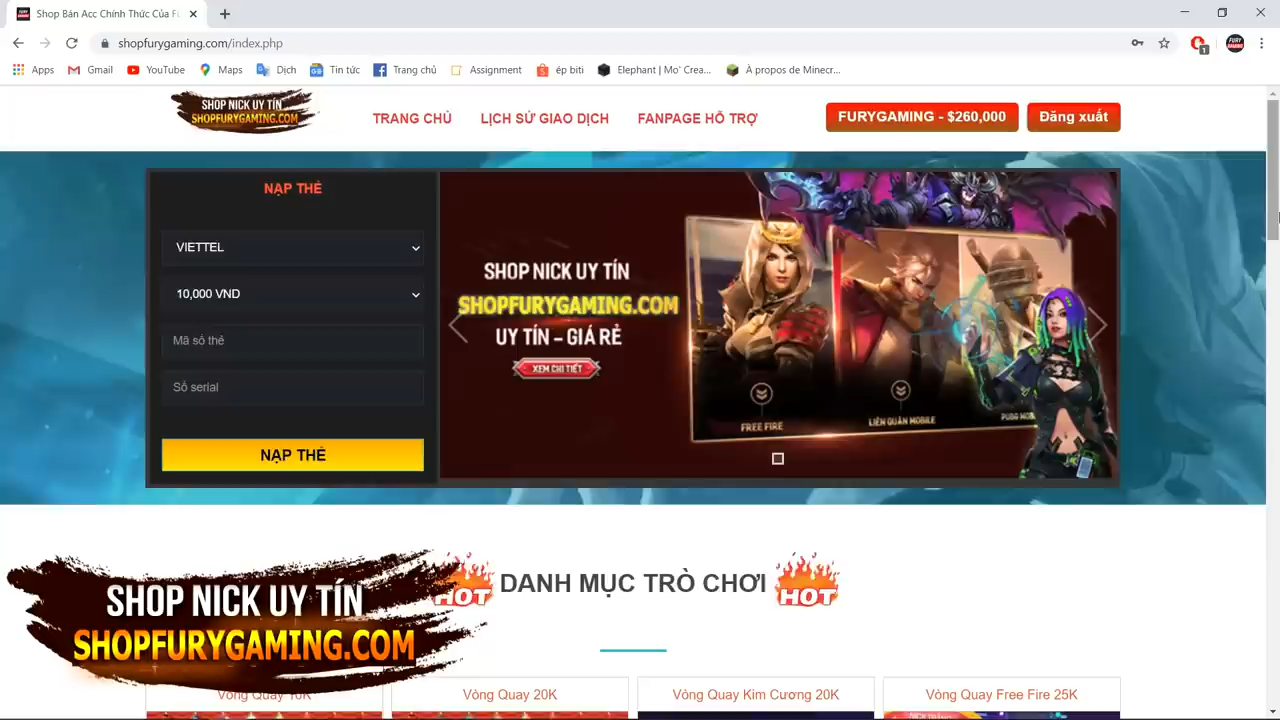 Shop Bán Acc Chính Thức Của F
shopfurygaming.com/index.php
Apps
Gmail
YouTube
Maps
Dịch
Tin tức
Trang chủ
Assignment
ép biti
Elephant | Mo' Crea...
À propos de Minecr...
SHOP NICK UY TÍN
SHOPFURYGAMING.COM
TRANG CHỦ
LỊCH SỬ GIAO DỊCH
FANPAGE HỖ TRỢ
FURYGAMING - $260,000
Đăng xuất
NẠP THẺ
VIETTEL
10,000 VND
Mã số thẻ
Số serial
NẠP THẺ
SHOP NICK UY TÍN
SHOPFURYGAMING.COM
UY TÍN – GIÁ RẺ
XEM CHI TIẾT
FREE FIRE
LIÊN QUÂN MOBILE
PUBG
HOT
DANH MỤC TRÒ CHƠI
HOT
SHOP NICK UY TÍN
SHOPFURYGAMING.COM
Vòng Quay 10K
Vòng Quay 20K
Vòng Quay Kim Cương 20K
Vòng Quay Free Fire 25K